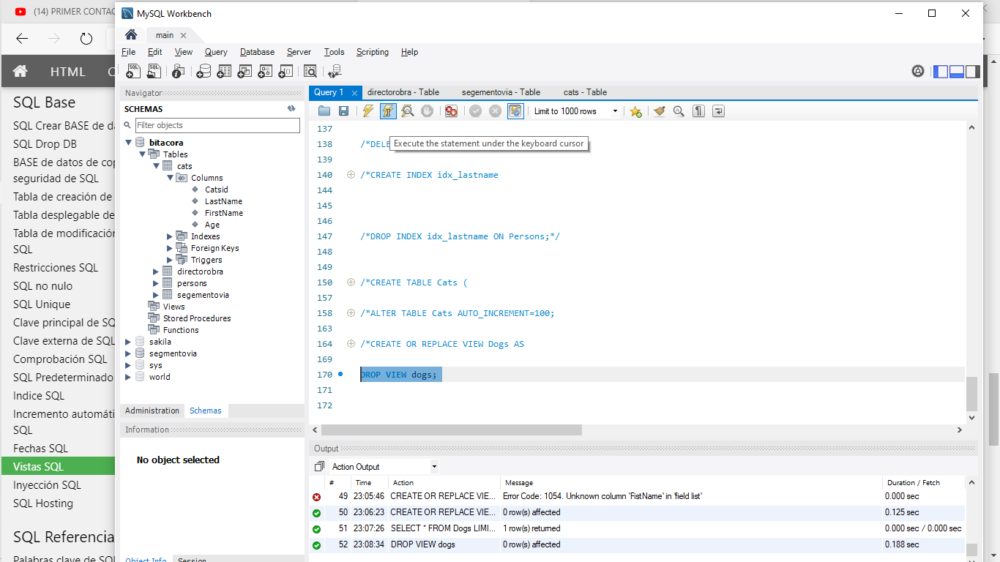 (14) PRIMER CONTAC
MySQL Workbench
main
File Edit View Query Database Server Tools Scripting Help
HTML
Navigator
SCHEMAS
Filter objects
bitacora
Tables
cats
Columns
Catsid
LastName
FirstName
Age
Indexes
Foreign Keys
Triggers
directorobra
persons
segementovia
Views
Stored Procedures
Functions
sakila
segmentovia
sys
world
Administration Schemas
Information
No object selected
Object Info Session
SQL Base
SQL Crear BASE de da
SQL Drop DB
BASE de datos de cop
seguridad de SQL
Tabla de creación de
Tabla desplegable de
Tabla de modificación
SQL
Restricciones SQL
SQL no nulo
SQL Unique
Clave principal de SQ
Clave externa de SQL
Comprobación SQL
SQL Predeterminado
Indice SQL
Incremento automáti
SQL
Fechas SQL
Vistas SQL
Inyección SQL
SQL Hosting
SQL Referencia
Palabras clave de SQL
Query 1 directorobra - Table segementovia - Table cats - Table
Limit to 1000 rows
Execute the statement under the keyboard cursor
137
138 /*DELE
139
140 /*CREATE INDEX idx_lastname
144
145
146
147 /*DROP INDEX idx_lastname ON Persons;*/
148
149
150 /*CREATE TABLE Cats (
157
158 /*ALTER TABLE Cats AUTO_INCREMENT=100;
163
164 /*CREATE OR REPLACE VIEW Dogs AS
169
170 DROP VIEW dogs;
171
172
Output
Action Output
# Time Action Message Duration / Fetch
49 23:05:46 CREATE OR REPLACE VIE... Error Code: 1054. Unknown column 'FistName' in 'field list' 0.000 sec
50 23:06:23 CREATE OR REPLACE VIE... 0 row(s) affected 0.125 sec
51 23:07:26 SELECT * FROM Dogs LIMI... 1 row(s) returned 0.000 sec / 0.000 sec
52 23:08:34 DROP VIEW dogs 0 row(s) affected 0.188 sec